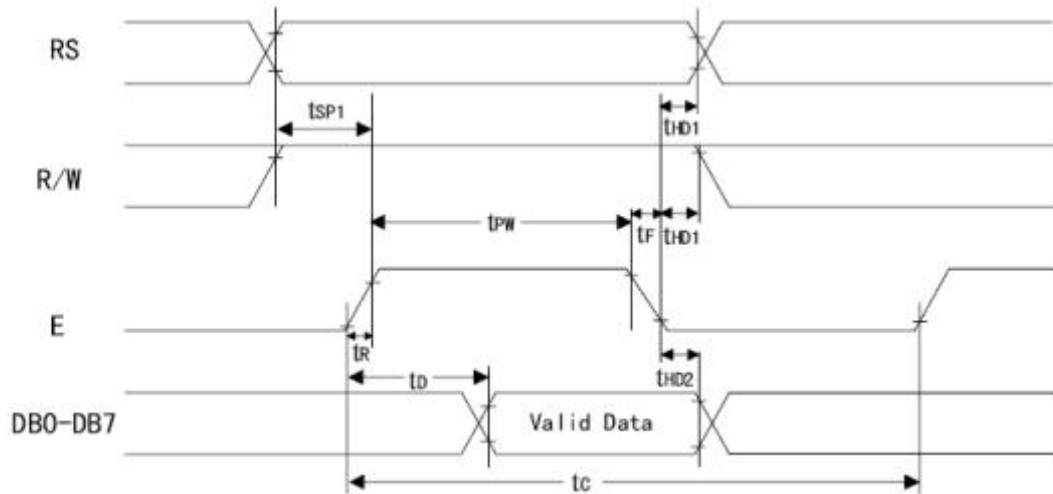 RS
tSP1
tHD1
R/W
tPW
tF
tHD1
E
tR
tD
tHD2
DB0-DB7
Valid Data
tC